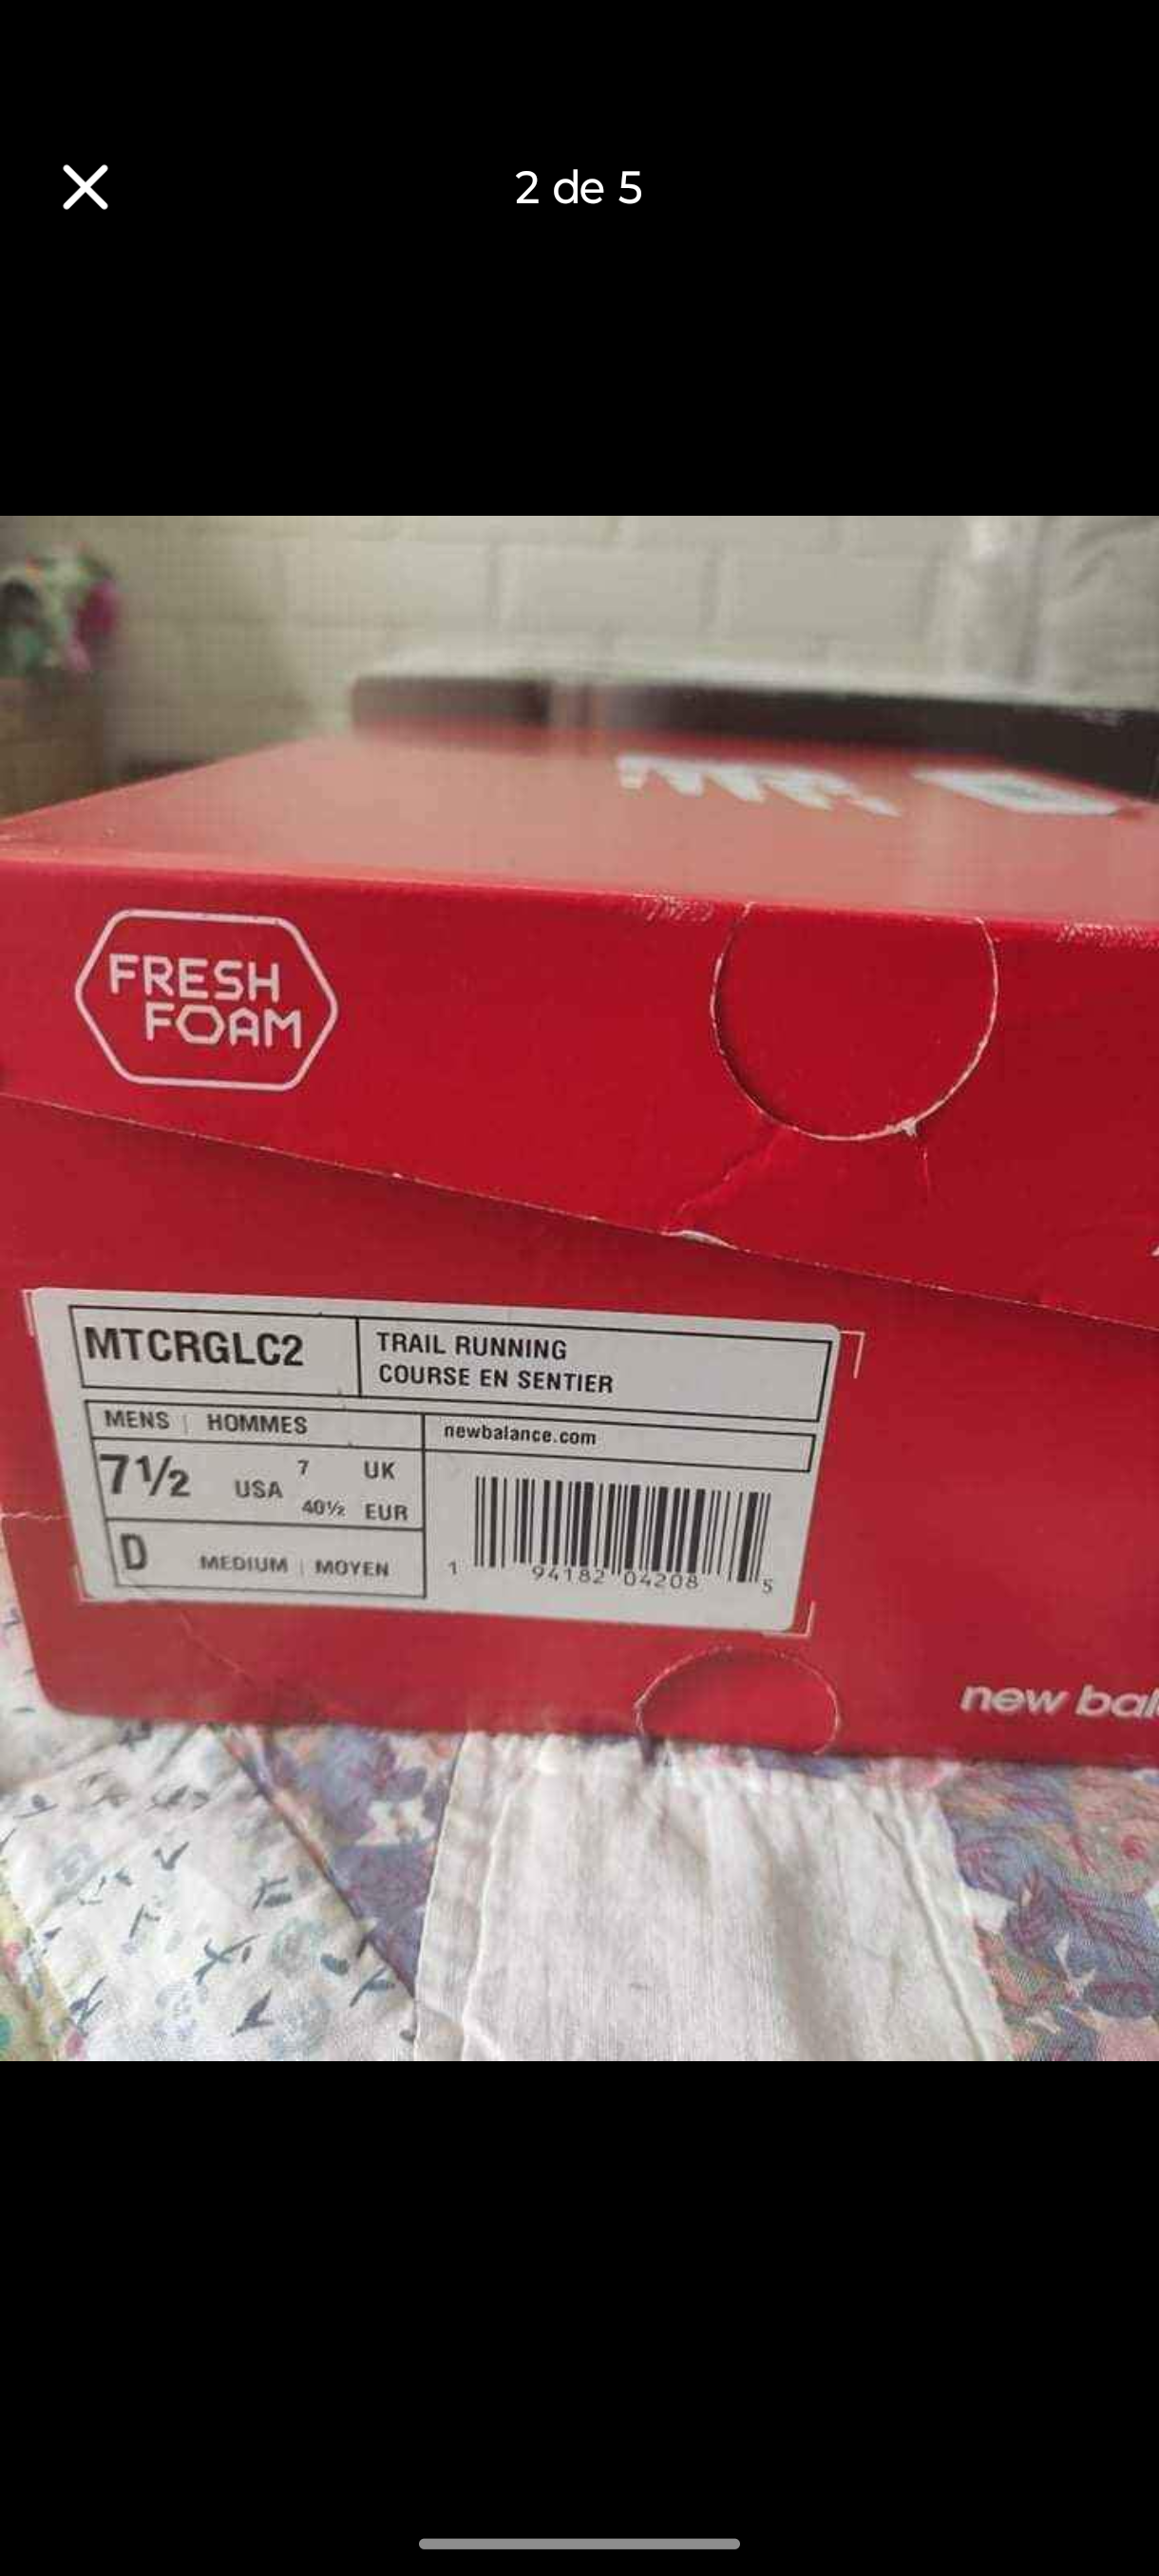 2 de 5
FRESH
FOAM
MTCRGLC2
TRAIL RUNNING
COURSE EN SENTIER
MENS | HOMMES
newbalance.com
7½ USA 7 UK
40½ EUR
D MEDIUM | MOYEN
1 94182 04208 5
new bal